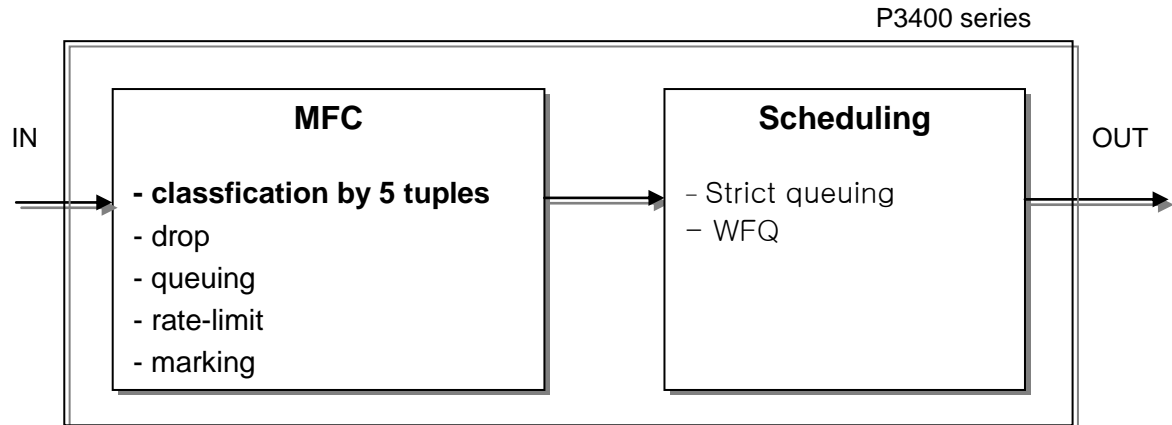 P3400 series
IN
MFC
- classfication by 5 tuples
- drop
- queuing
- rate-limit
- marking
Scheduling
- Strict queuing
- WFQ
OUT